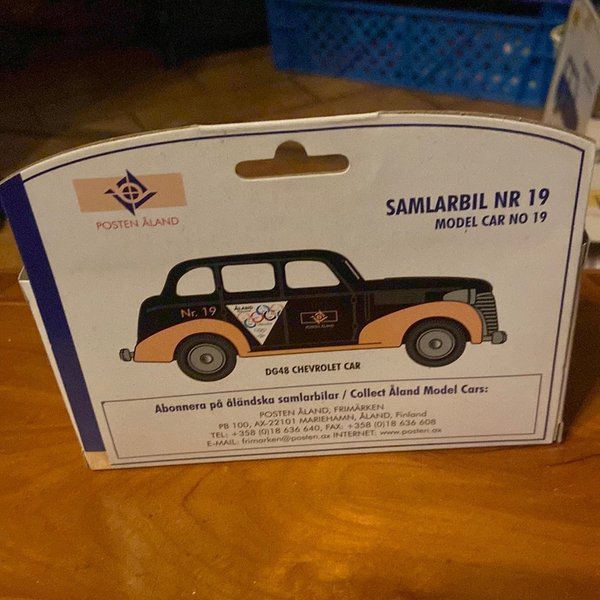 POSTEN ÅLAND
SAMLARBIL NR 19
MODEL CAR NO 19
Nr. 19
ÅLAND
POSTEN ÅLAND
DG48 CHEVROLET CAR
Abonnera på åländska samlarbilar / Collect Åland Model Cars:
POSTEN ÅLAND, FRIMÄRKEN
PB 100, AX-22101 MARIEHAMN, ÅLAND, Finland
TEL: +358 (0)18 636 640, FAX: +358 (0)18 636 608
E-MAIL: frimarken@posten.ax INTERNET: www.posten.ax